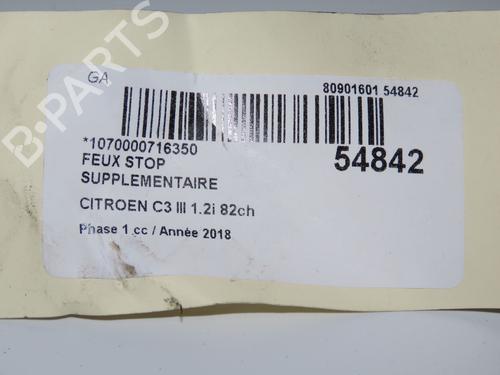 GA
80901601 54842
*1070000716350
54842
FEUX STOP
SUPPLEMENTAIRE
CITROEN C3 III 1.2i 82ch
Phase 1 cc / Année 2018
B-PARTS